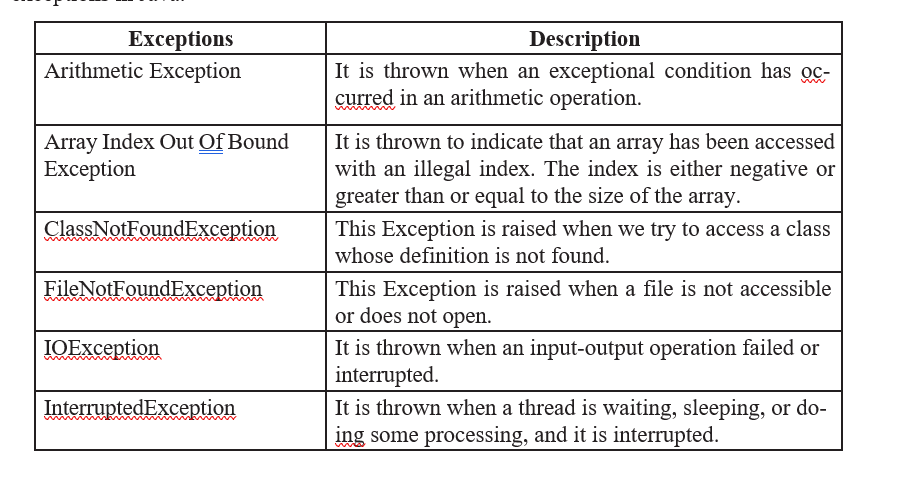 Exceptions Description
Arithmetic Exception
It is thrown when an exceptional condition has oc-
curred in an arithmetic operation.
Array Index Out Of Bound
Exception
It is thrown to indicate that an array has been accessed
with an illegal index. The index is either negative or
greater than or equal to the size of the array.
ClassNotFoundException
This Exception is raised when we try to access a class
whose definition is not found.
FileNotFoundException
This Exception is raised when a file is not accessible
or does not open.
IOException
It is thrown when an input-output operation failed or
interrupted.
InterruptedException
It is thrown when a thread is waiting, sleeping, or do-
ing some processing, and it is interrupted.